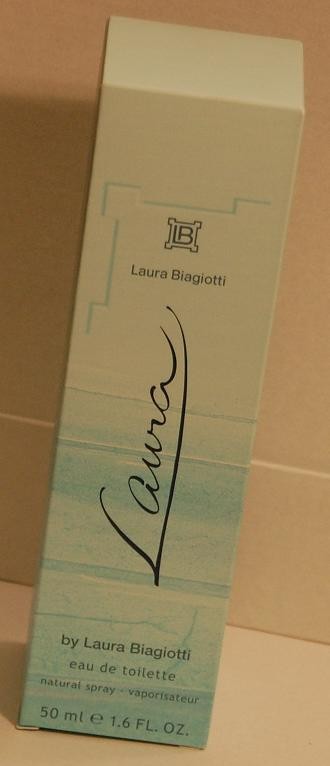 LB
Laura Biagiotti
Laura
by Laura Biagiotti
eau de toilette
natural spray - vaporisateur
50 ml ℮ 1.6 FL. OZ.